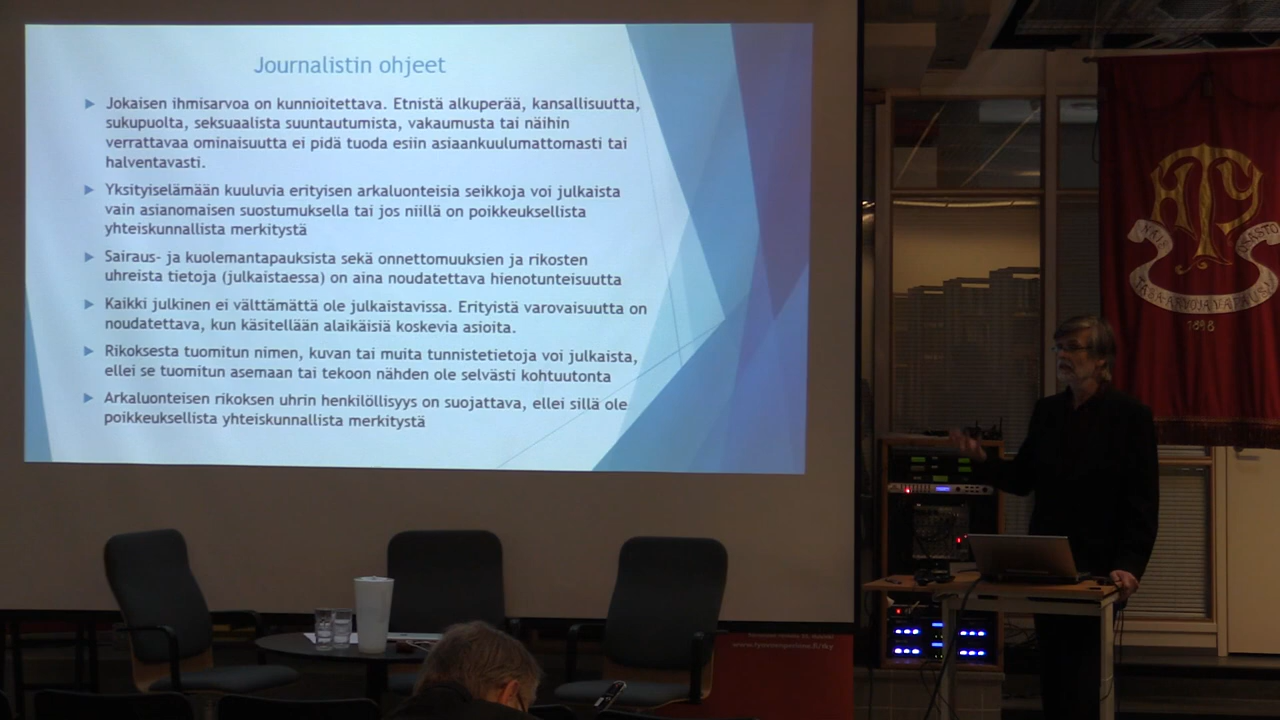 Journalistin ohjeet
Jokaisen ihmisarvoa on kunnioitettava. Etnistä alkuperää, kansallisuutta,
sukupuolta, seksuaalista suuntautumista, vakaumusta tai näihin
verrattavaa ominaisuutta ei pidä tuoda esiin asiaankuulumattomasti tai
halventavasti.
Yksityiselämään kuuluvia erityisen arkaluonteisia seikkoja voi julkaista
vain asianomaisen suostumuksella tai jos niillä on poikkeuksellista
yhteiskunnallista merkitystä
Sairaus- ja kuolemantapauksista sekä onnettomuuksien ja rikosten
uhreista tietoja (julkaistaessa) on aina noudatettava hienotunteisuutta
Kaikki julkinen ei välttämättä ole julkaistavissa. Erityistä varovaisuutta on
noudatettava, kun käsitellään alaikäisiä koskevia asioita.
Rikoksesta tuomitun nimen, kuvan tai muita tunnistetietoja voi julkaista,
ellei se tuomitun asemaan tai tekoon nähden ole selvästi kohtuutonta
Arkaluonteisen rikoksen uhrin henkilöllisyys on suojattava, ellei sillä ole
poikkeuksellista yhteiskunnallista merkitystä
HTY
NAIS OSASTO
1898